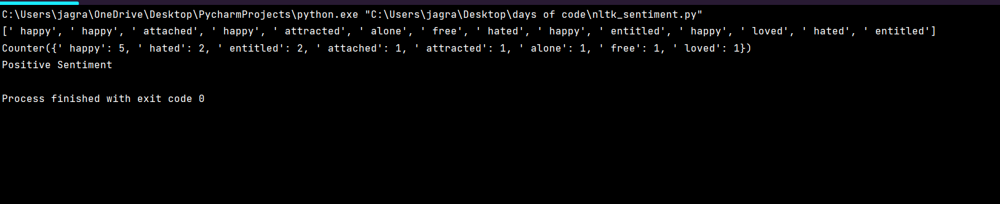 C:\Users\jagra\OneDrive\Desktop\PycharmProjects\python.exe "C:\Users\jagra\Desktop\days of code\nltk_sentiment.py"
[' happy', ' happy', ' attached', ' happy', ' attracted', ' alone', ' free', ' hated', ' happy', ' entitled', ' happy', ' loved', ' hated', ' entitled']
Counter({' happy': 5, ' hated': 2, ' entitled': 2, ' attached': 1, ' attracted': 1, ' alone': 1, ' free': 1, ' loved': 1})
Positive Sentiment
Process finished with exit code 0